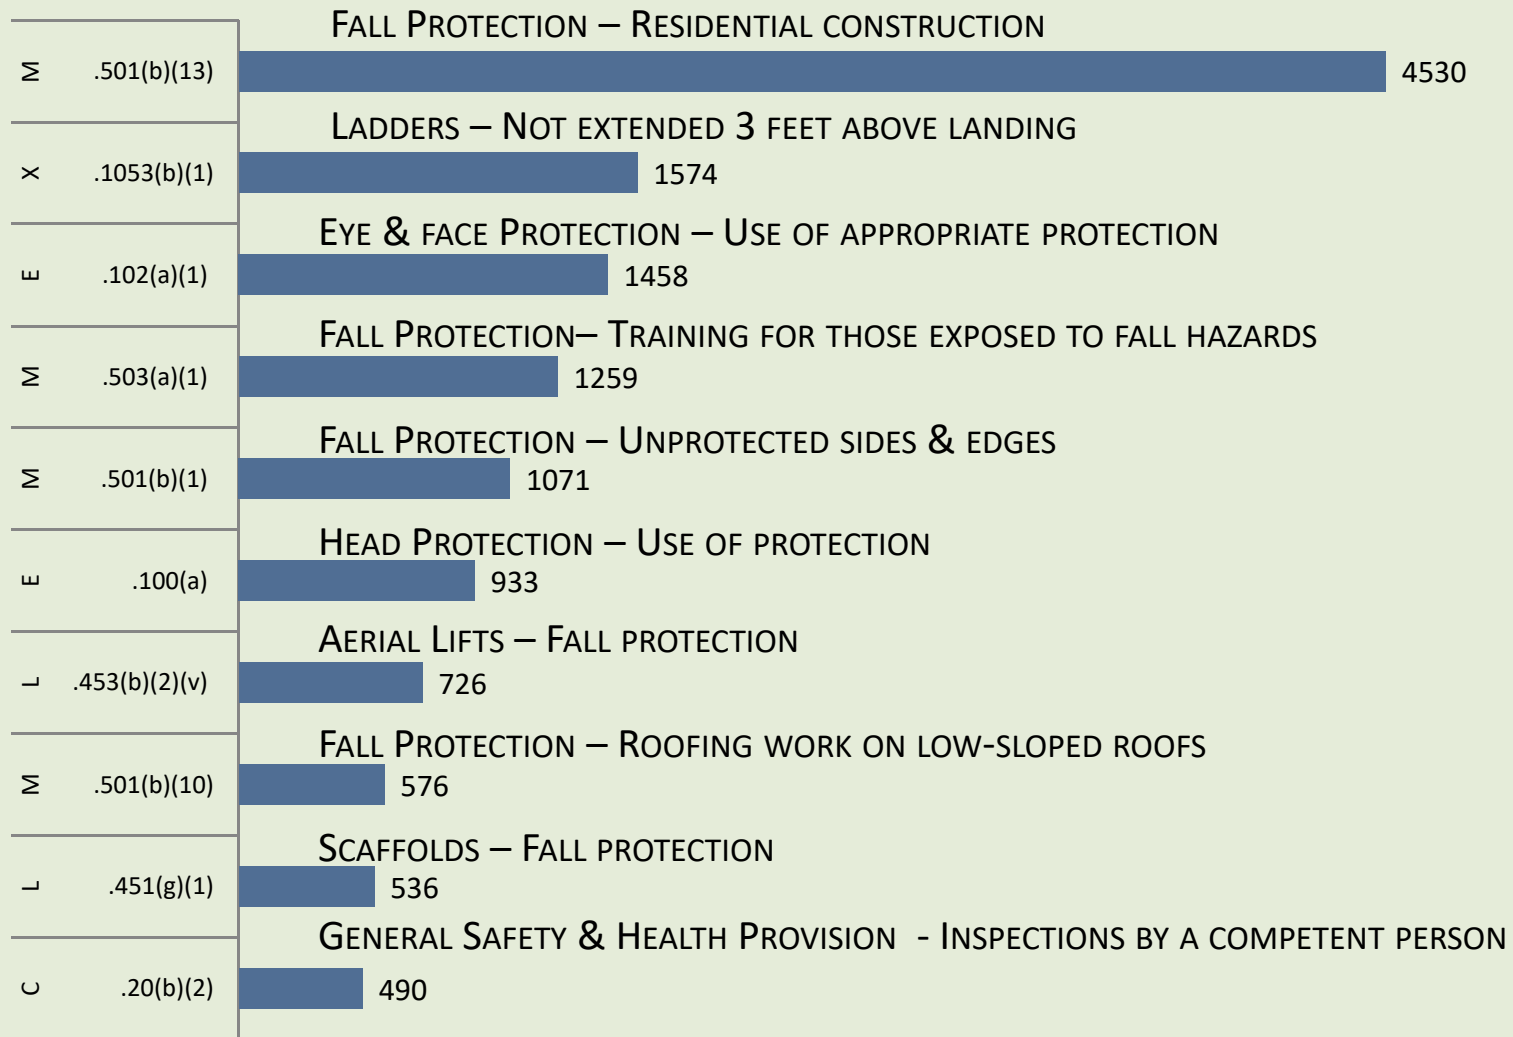 Fall Protection – Residential construction
M .501(b)(13) 4530
Ladders – Not extended 3 feet above landing
X .1053(b)(1) 1574
Eye & face Protection – Use of appropriate protection
E .102(a)(1) 1458
Fall Protection– Training for those exposed to fall hazards
M .503(a)(1) 1259
Fall Protection – Unprotected sides & edges
M .501(b)(1) 1071
Head Protection – Use of protection
E .100(a) 933
Aerial Lifts – Fall protection
L .453(b)(2)(v) 726
Fall Protection – Roofing work on low-sloped roofs
M .501(b)(10) 576
Scaffolds – Fall protection
L .451(g)(1) 536
General Safety & Health Provision - Inspections by a competent person
C .20(b)(2) 490